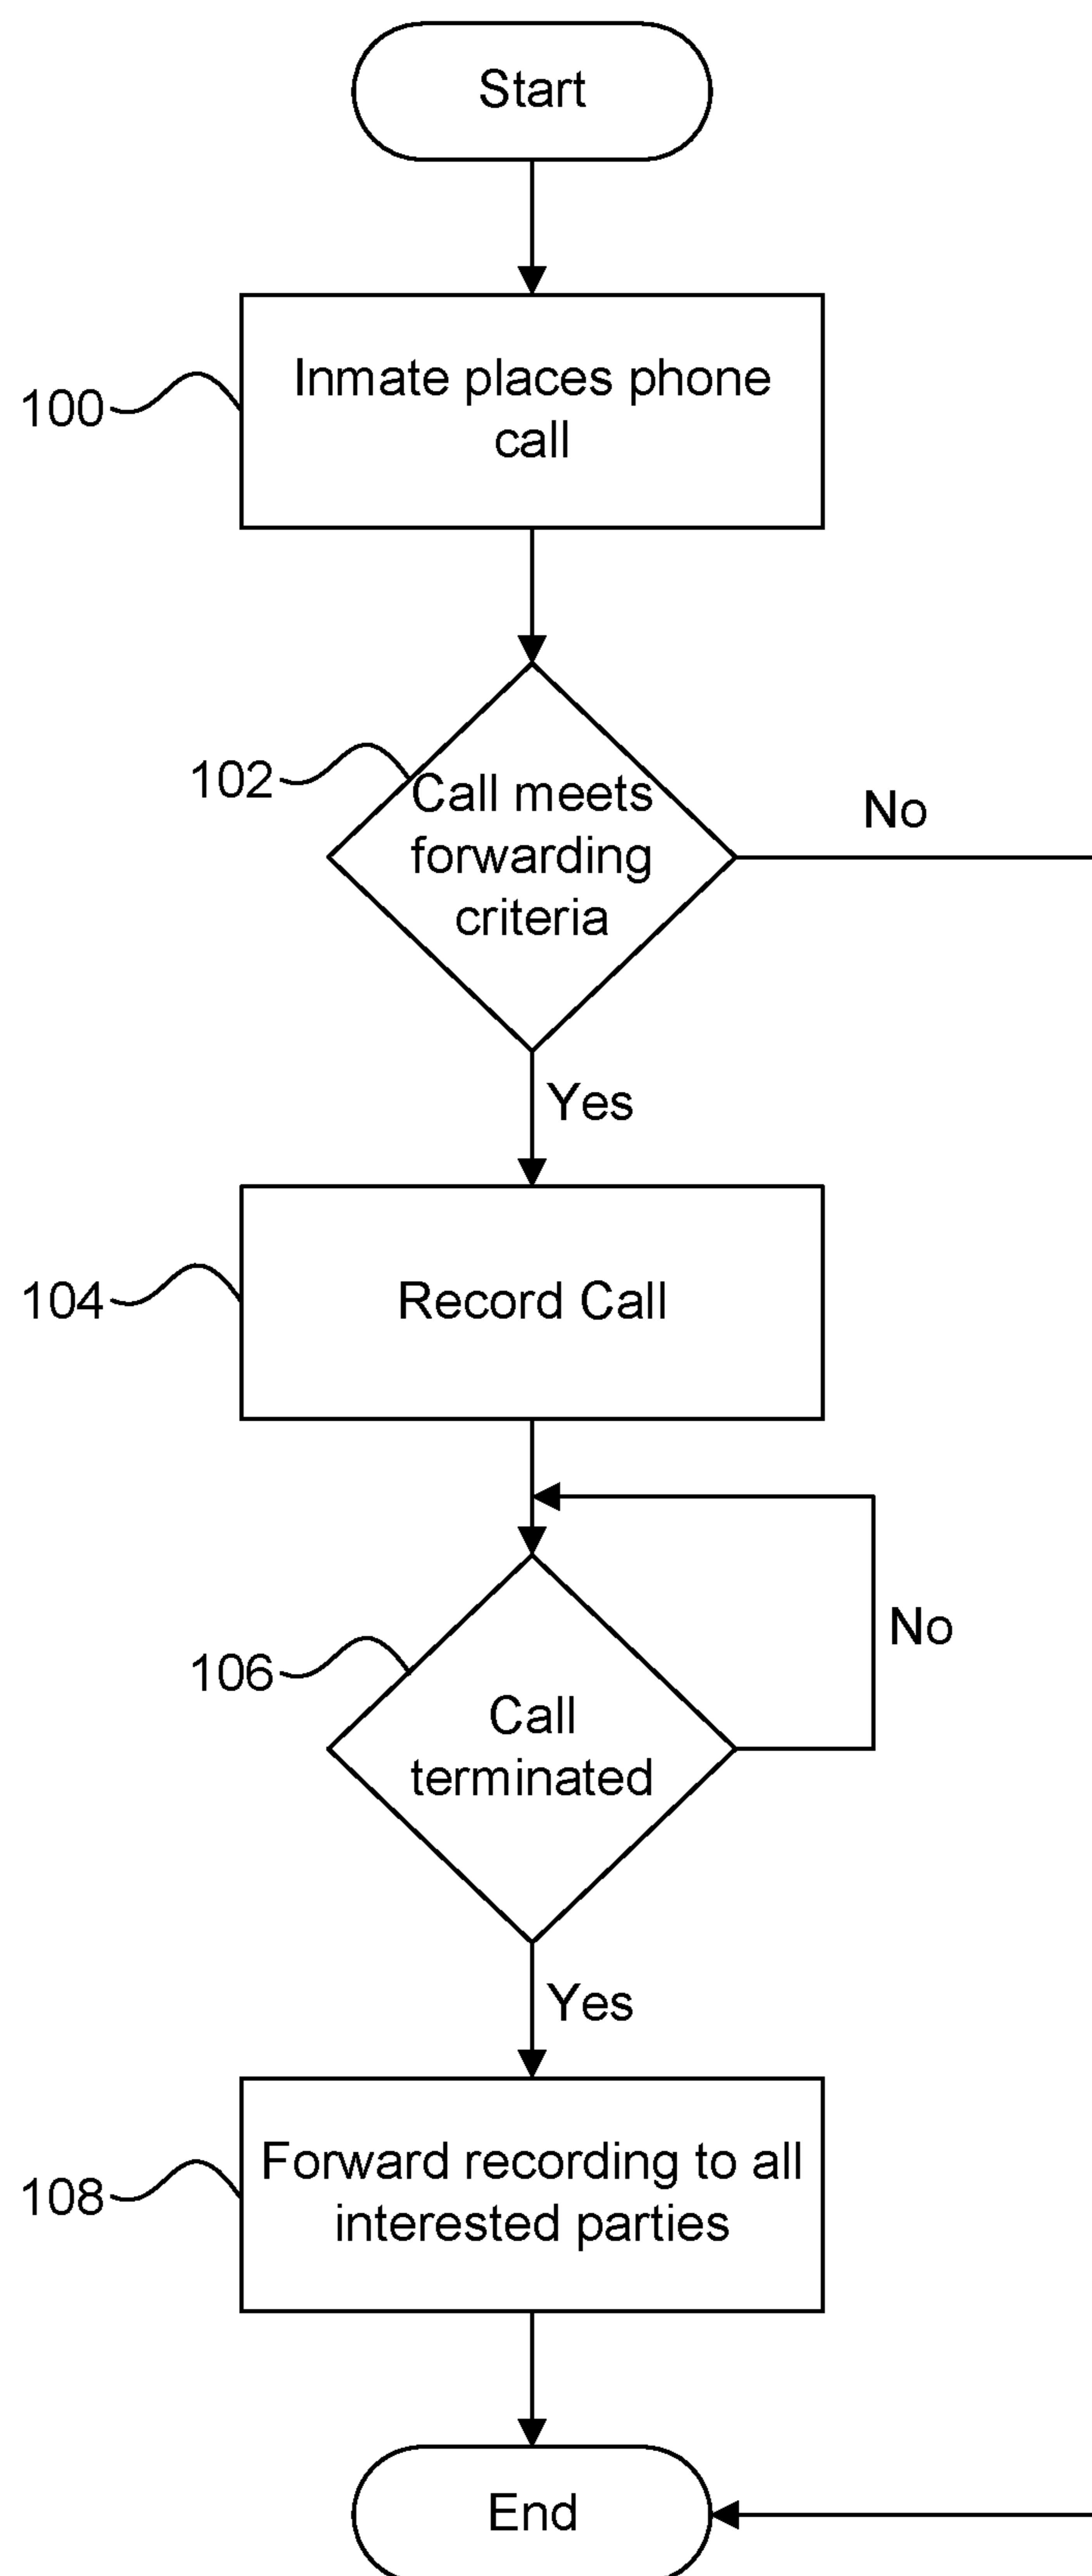 Start
100
Inmate places phone
call
102
Call meets
forwarding
criteria
No
Yes
104
Record Call
No
106
Call
terminated
Yes
108
Forward recording to all
interested parties
End